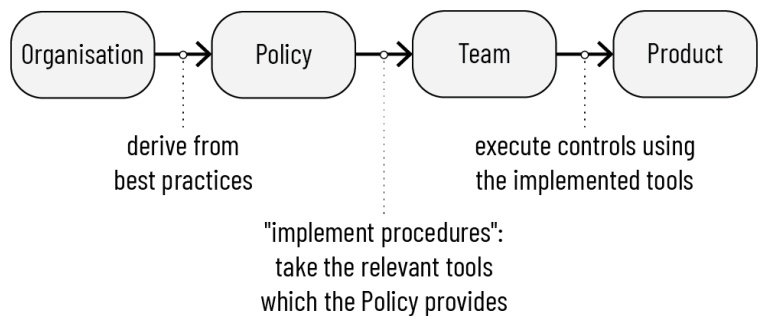 Organisation
Policy
Team
Product
derive from
best practices
"implement procedures":
take the relevant tools
which the Policy provides
execute controls using
the implemented tools